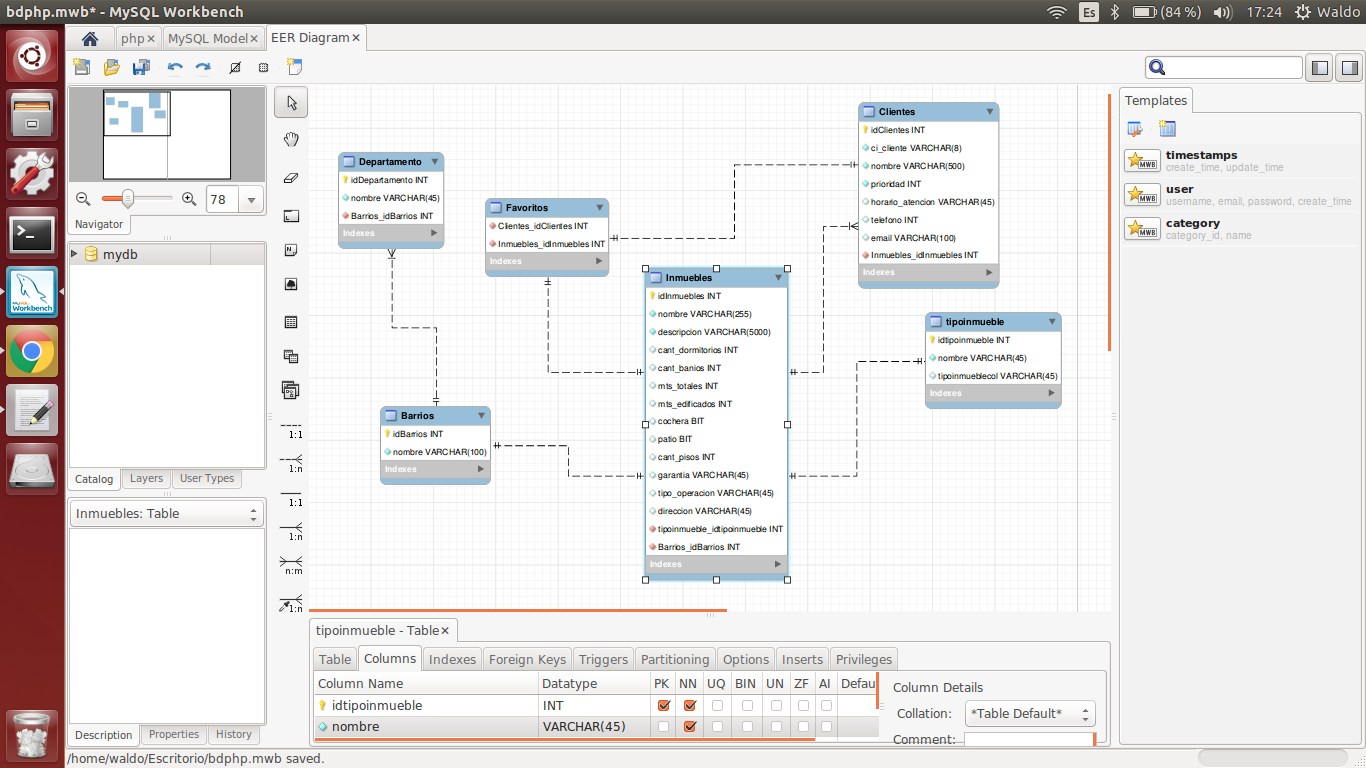 bdphp.mwb* - MySQL Workbench
Es
(84 %)
17:24
Waldo
php
MySQL Model
EER Diagram
78
Navigator
mydb
Catalog
Layers
User Types
Inmuebles: Table
Description
Properties
History
1:1
1:n
1:1
1:n
n:m
1:n
Departamento
idDepartamento INT
nombre VARCHAR(45)
Barrios_idBarrios INT
Indexes
Favoritos
Clientes_idClientes INT
Inmuebles_idInmuebles INT
Indexes
Clientes
idClientes INT
ci_cliente VARCHAR(8)
nombre VARCHAR(500)
prioridad INT
horario_atencion VARCHAR(45)
telefono INT
email VARCHAR(100)
Inmuebles_idInmuebles INT
Indexes
Inmuebles
idInmuebles INT
nombre VARCHAR(255)
descripcion VARCHAR(5000)
cant_dormitorios INT
cant_banios INT
mts_totales INT
mts_edificados INT
cochera BIT
patio BIT
cant_pisos INT
garantia VARCHAR(45)
tipo_operacion VARCHAR(45)
direccion VARCHAR(45)
tipoinmueble_idtipoinmueble INT
Barrios_idBarrios INT
Indexes
tipoinmueble
idtipoinmueble INT
nombre VARCHAR(45)
tipoinmueblecol VARCHAR(45)
Indexes
Barrios
idBarrios INT
nombre VARCHAR(100)
Indexes
Templates
MWB
timestamps
create_time, update_time
MWB
user
username, email, password, create_time
MWB
category
category_id, name
tipoinmueble - Table
Table
Columns
Indexes
Foreign Keys
Triggers
Partitioning
Options
Inserts
Privileges
Column Name
Datatype
PK
NN
UQ
BIN
UN
ZF
AI
Defau
idtipoinmueble
INT
nombre
VARCHAR(45)
Column Details
Collation:
*Table Default*
Comment:
MySQL
Workbench
/home/waldo/Escritorio/bdphp.mwb saved.